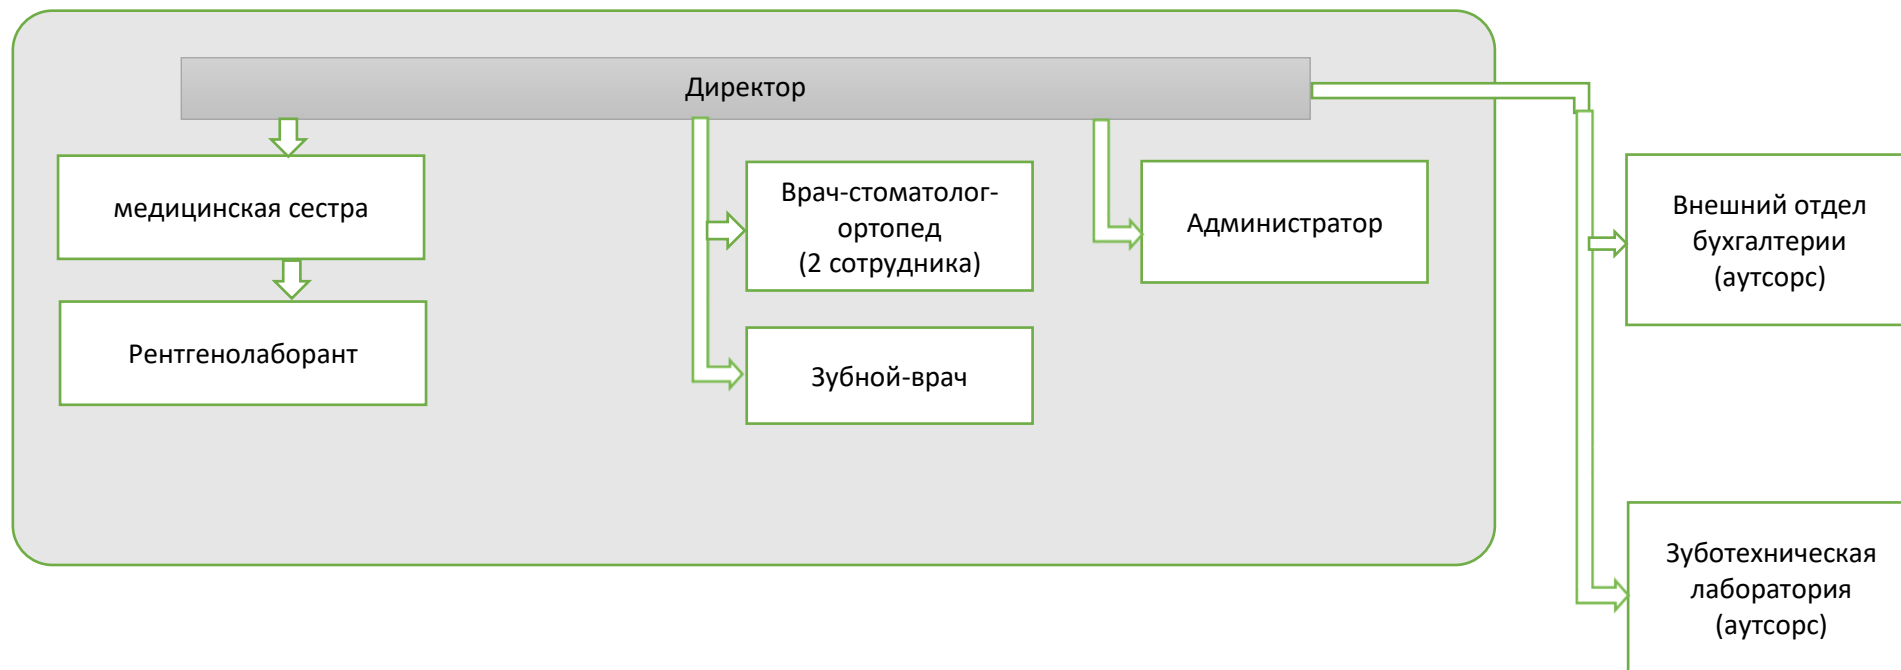 Директор
медицинская сестра
Рентгенолаборант
Врач-стоматолог-
ортопед
(2 сотрудника)
Зубной-врач
Администратор
Внешний отдел
бухгалтерии
(аутсорс)
Зуботехническая
лаборатория
(аутсорс)